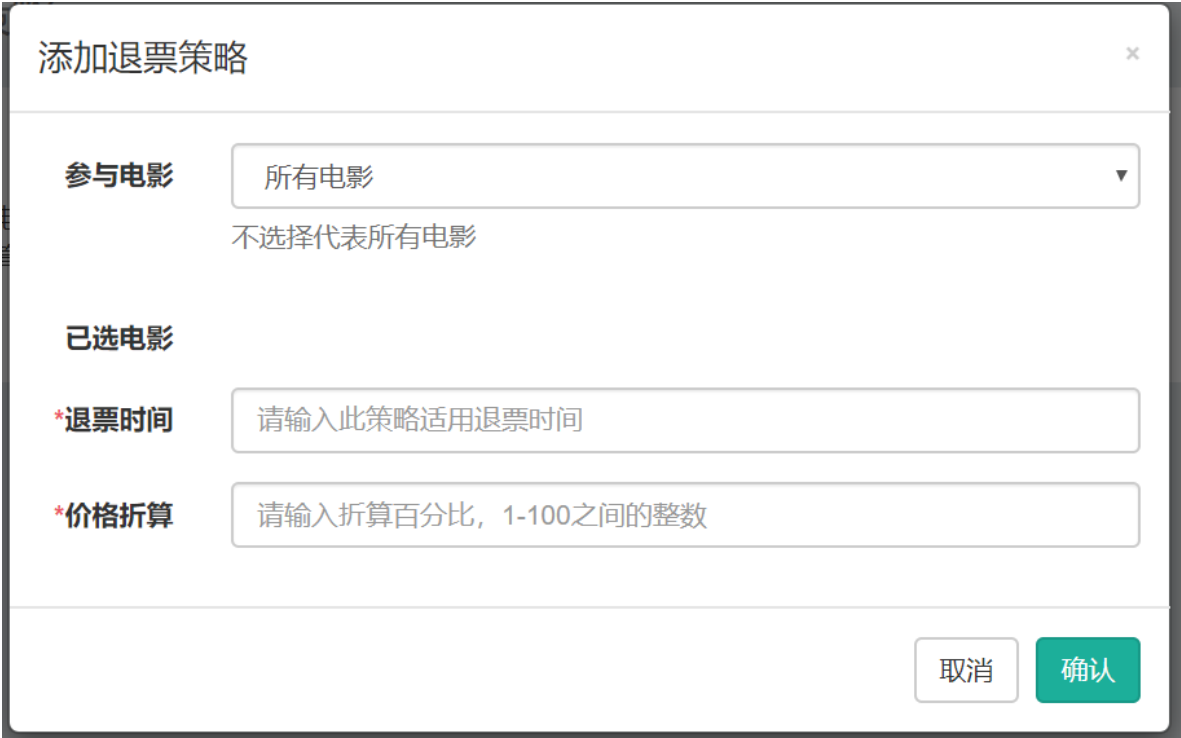 添加退票策略
×
参与电影
所有电影
不选择代表所有电影
已选电影
*退票时间
请输入此策略适用退票时间
*价格折算
请输入折算百分比，1-100之间的整数
取消
确认